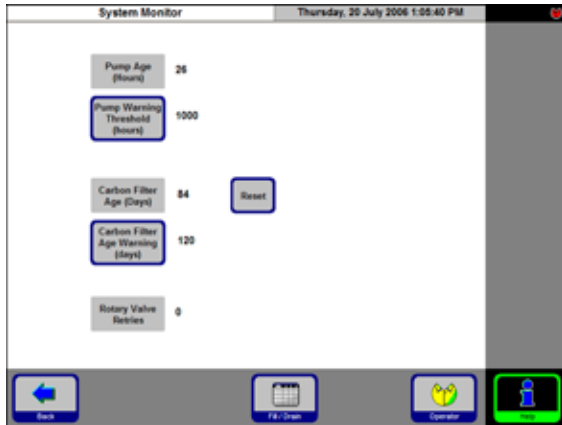 System Monitor
Thursday, 20 July 2006 1:05:40 PM
Pump Age
(Hours)
26
Pump Warning
Threshold
(hours)
1000
Carbon Filter
Age (Days)
84
Reset
Carbon Filter
Age Warning
(days)
120
Rotary Valve
Retries
0
Back
Fill / Drain
Operator
Help